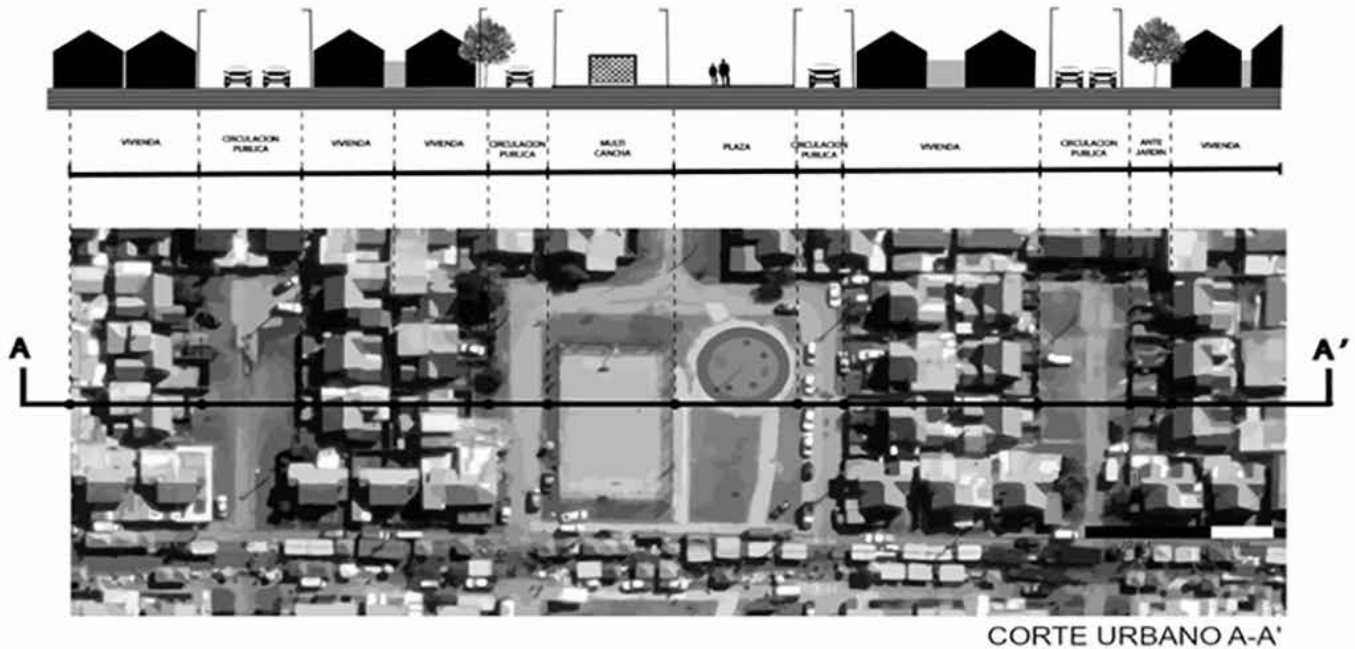 VIVIENDA
CIRCULACION
PUBLICA
VIVIENDA
VIVIENDA
CIRCULACION
PUBLICA
MULTI
CANCHA
PLAZA
CIRCULACION
PUBLICA
VIVIENDA
CIRCULACION
PUBLICA
ANTE
JARDIN
VIVIENDA
A
A'
CORTE URBANO A-A'